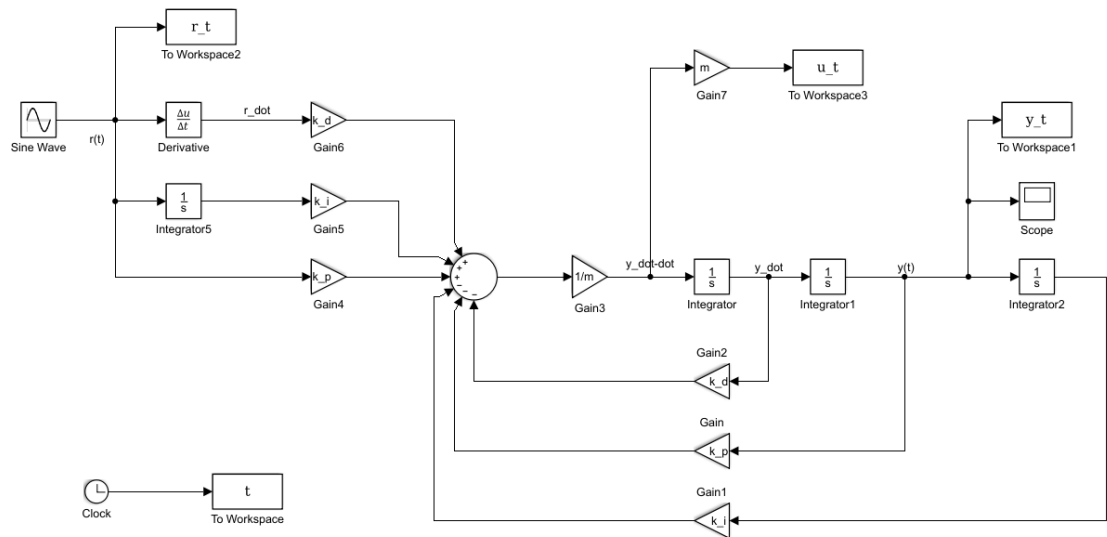 r_t
To Workspace2
m
Gain7
u_t
To Workspace3
Sine Wave
r(t)
Δu
Δt
Derivative
r_dot
k_d
Gain6
y_t
To Workspace1
1
s
Integrator5
k_i
Gain5
Scope
k_p
Gain4
+
+
+
−
−
−
1/m
Gain3
y_dot-dot
1
s
Integrator
y_dot
1
s
Integrator1
y(t)
1
s
Integrator2
Gain2
k_d
Gain
k_p
Gain1
k_i
Clock
t
To Workspace